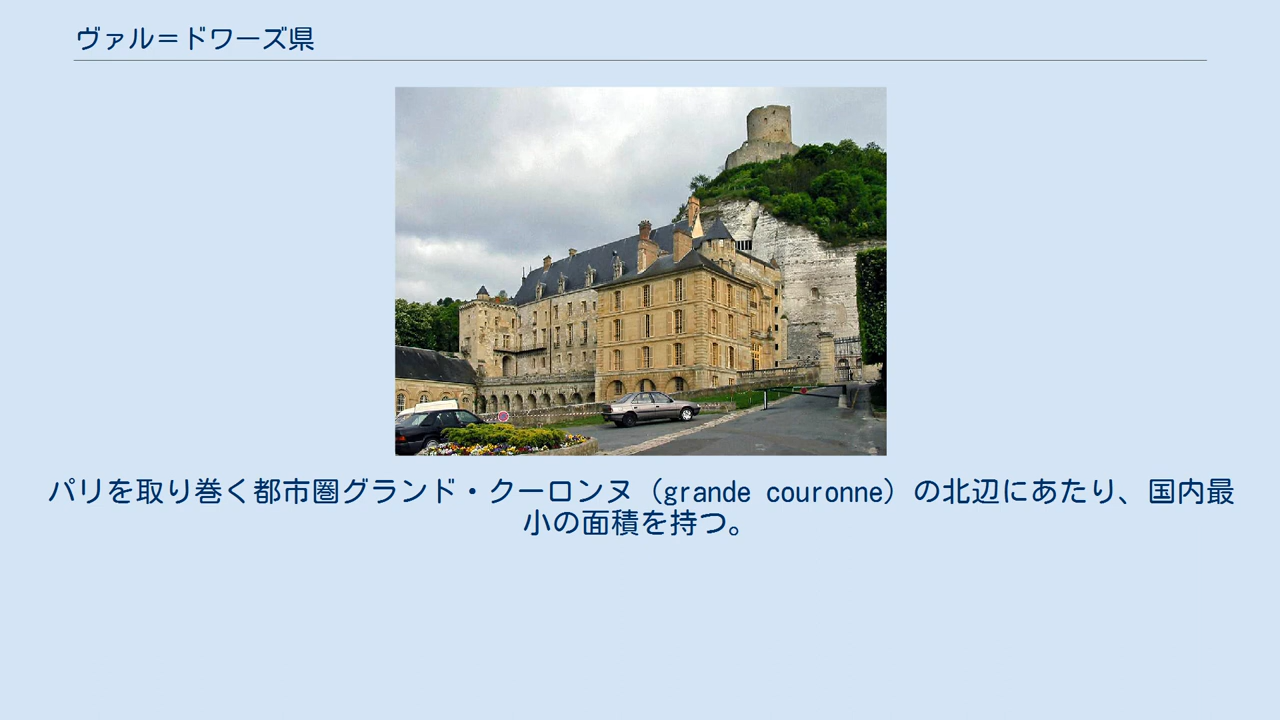 ヴァル＝ドワーズ県
パリを取り巻く都市圏グランド・クーロンヌ（grande couronne）の北辺にあたり、国内最
小の面積を持つ。